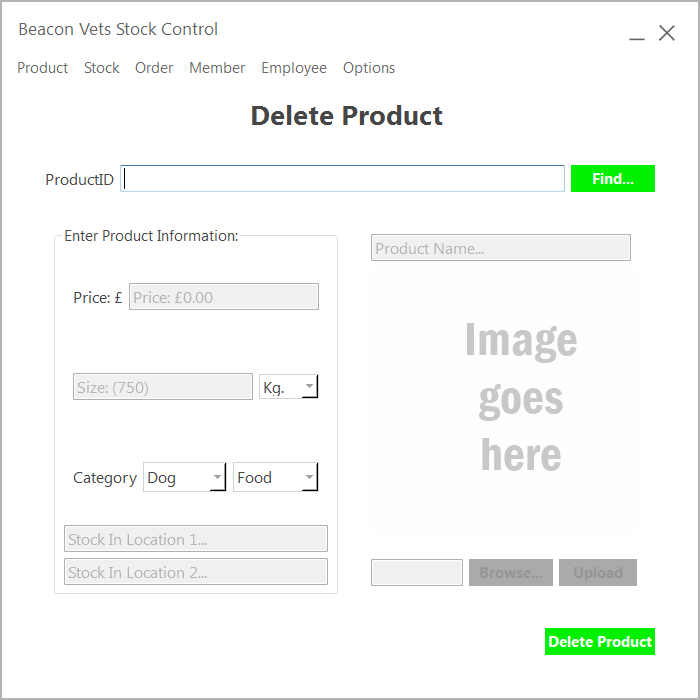 Beacon Vets Stock Control
Product Stock Order Member Employee Options
Delete Product
ProductID Find...
Enter Product Information:
Product Name...
Price: £ Price: £0.00
Image
goes
here
Size: (750) Kg.
Category Dog Food
Stock In Location 1...
Stock In Location 2...
Browse... Upload
Delete Product